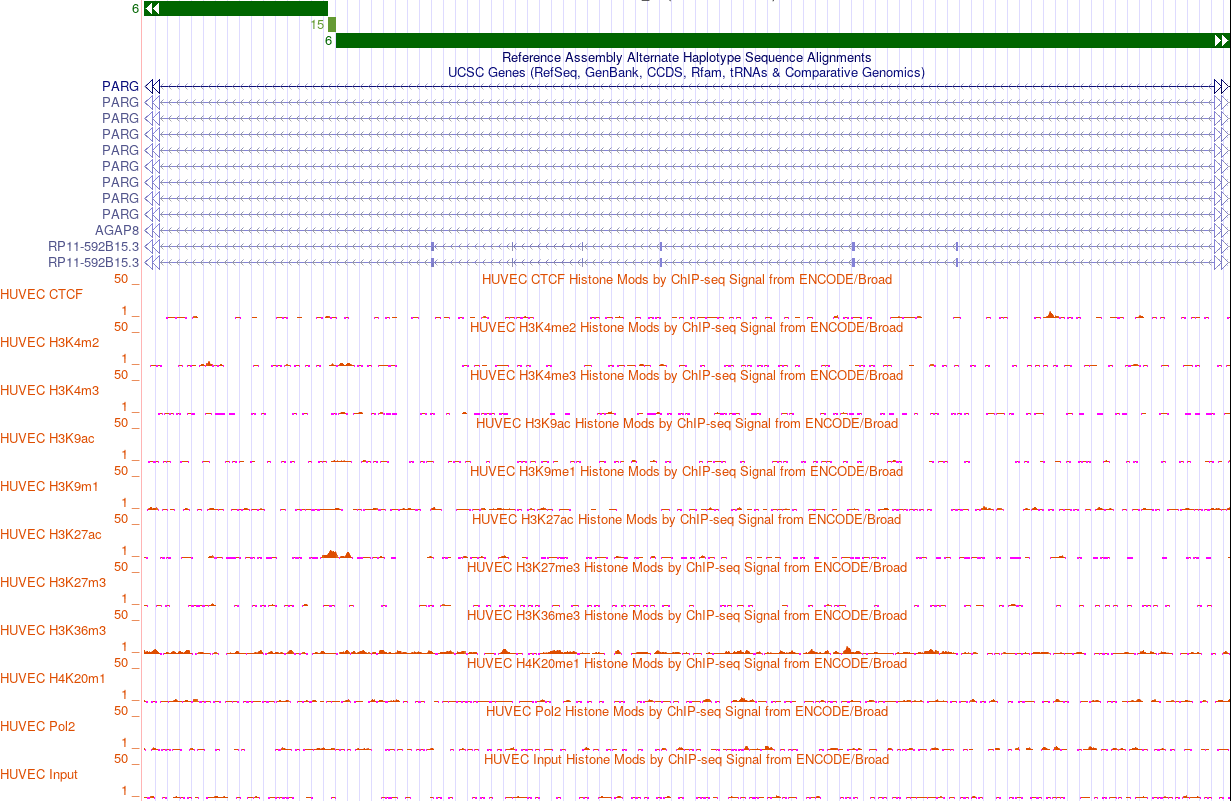 6
15
6
Reference Assembly Alternate Haplotype Sequence Alignments
UCSC Genes (RefSeq, GenBank, CCDS, Rfam, tRNAs & Comparative Genomics)
PARG
PARG
PARG
PARG
PARG
PARG
PARG
PARG
PARG
AGAP8
RP11-592B15.3
RP11-592B15.3
50 _ HUVEC CTCF Histone Mods by ChIP-seq Signal from ENCODE/Broad
HUVEC CTCF
1 _
50 _ HUVEC H3K4me2 Histone Mods by ChIP-seq Signal from ENCODE/Broad
HUVEC H3K4m2
1 _
50 _ HUVEC H3K4me3 Histone Mods by ChIP-seq Signal from ENCODE/Broad
HUVEC H3K4m3
1 _
50 _ HUVEC H3K9ac Histone Mods by ChIP-seq Signal from ENCODE/Broad
HUVEC H3K9ac
1 _
50 _ HUVEC H3K9me1 Histone Mods by ChIP-seq Signal from ENCODE/Broad
HUVEC H3K9m1
1 _
50 _ HUVEC H3K27ac Histone Mods by ChIP-seq Signal from ENCODE/Broad
HUVEC H3K27ac
1 _
50 _ HUVEC H3K27me3 Histone Mods by ChIP-seq Signal from ENCODE/Broad
HUVEC H3K27m3
1 _
50 _ HUVEC H3K36me3 Histone Mods by ChIP-seq Signal from ENCODE/Broad
HUVEC H3K36m3
1 _
50 _ HUVEC H4K20me1 Histone Mods by ChIP-seq Signal from ENCODE/Broad
HUVEC H4K20m1
1 _
50 _ HUVEC Pol2 Histone Mods by ChIP-seq Signal from ENCODE/Broad
HUVEC Pol2
1 _
50 _ HUVEC Input Histone Mods by ChIP-seq Signal from ENCODE/Broad
HUVEC Input
1 _